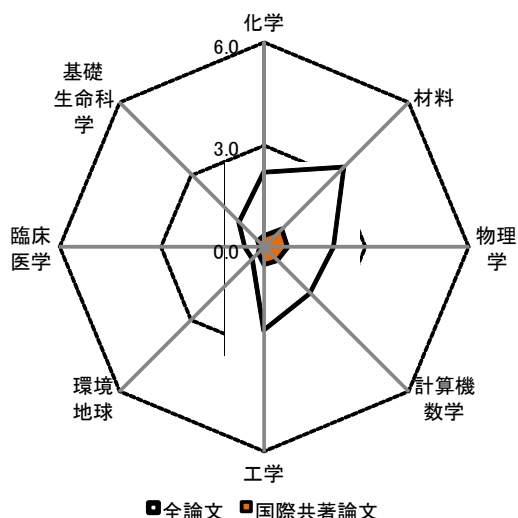 化学
6.0
基礎
生命科
学
材料
3.0
臨床
医学
0.0
物理
学
環境
地球
計算機
数学
工学
全論文 国際共著論文